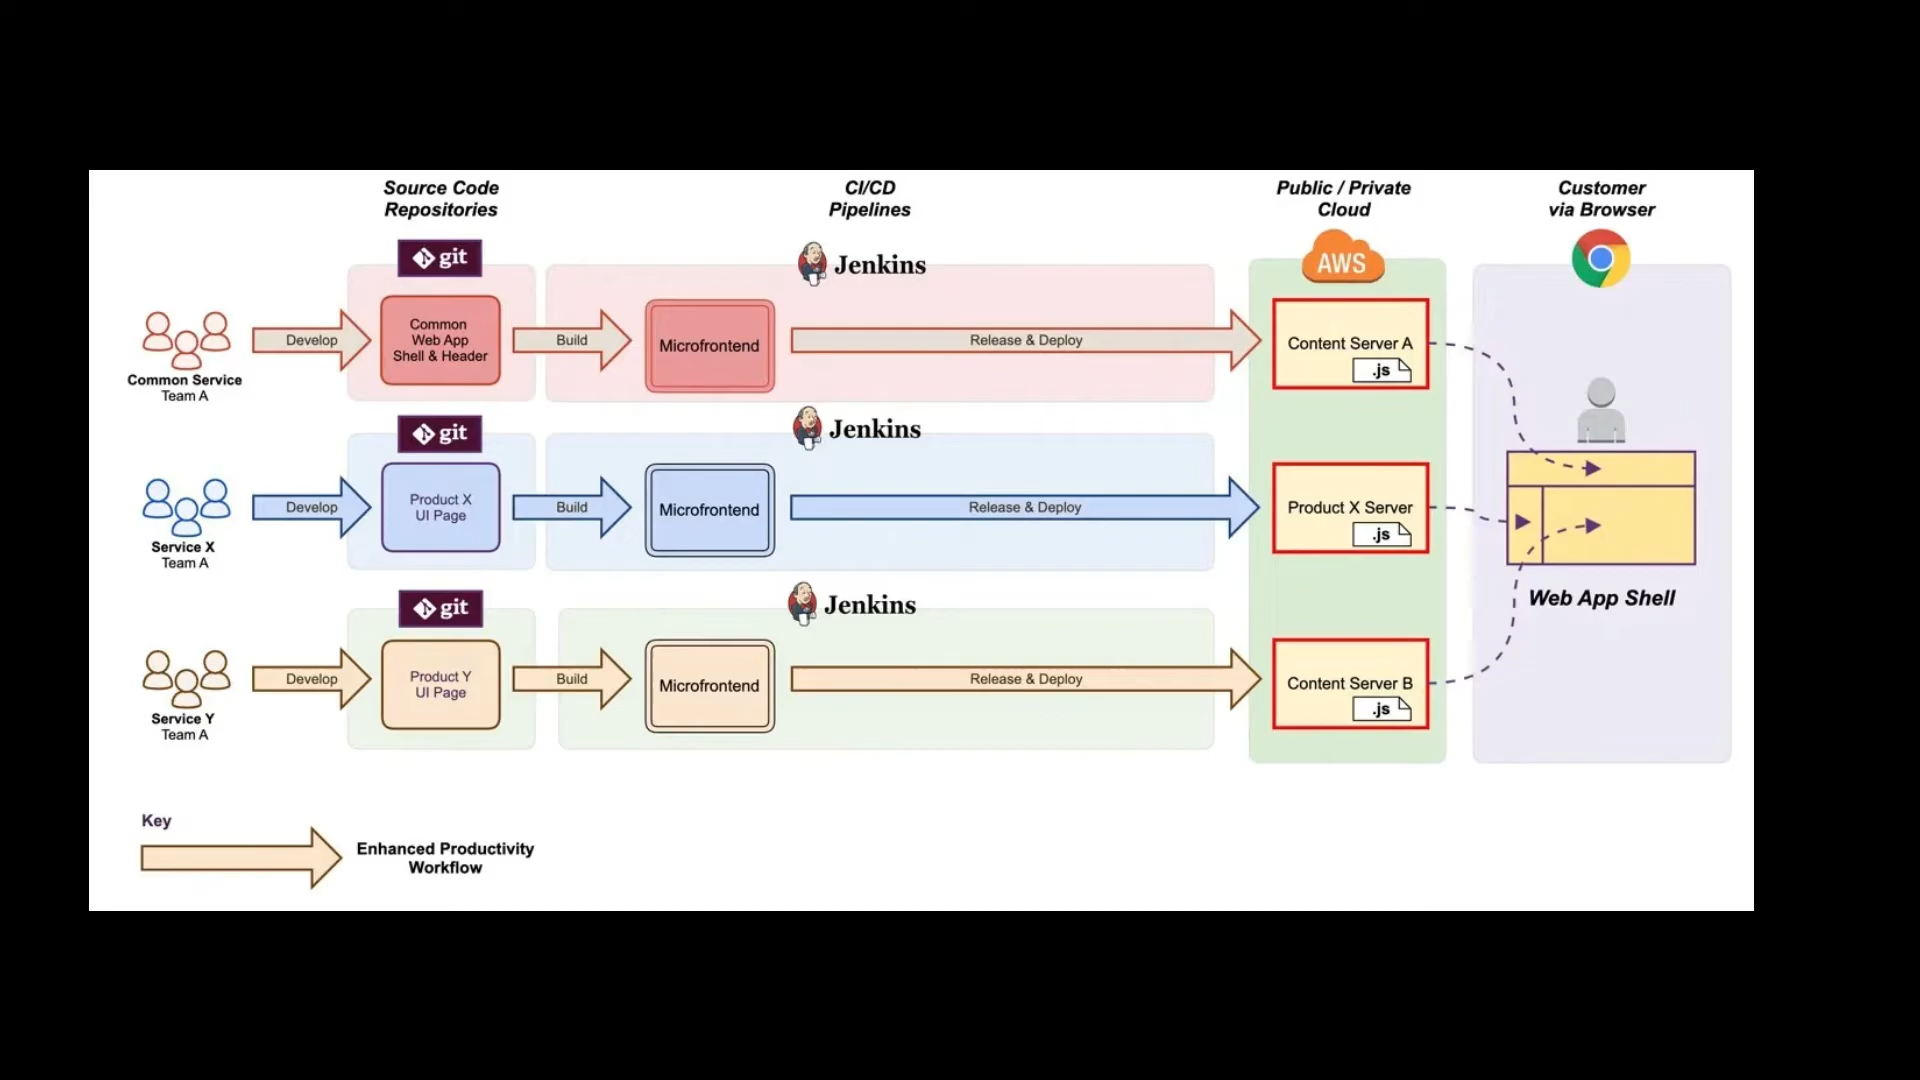 Source Code
Repositories
CI/CD
Pipelines
Public / Private
Cloud
Customer
via Browser
git
Jenkins
AWS
Develop
Common
Web App
Shell & Header
Build
Microfrontend
Release & Deploy
Content Server A
.js
Common Service
Team A
git
Jenkins
Develop
Product X
UI Page
Build
Microfrontend
Release & Deploy
Product X Server
.js
Service X
Team A
Web App Shell
git
Jenkins
Develop
Product Y
UI Page
Build
Microfrontend
Release & Deploy
Content Server B
.js
Service Y
Team A
Key
Enhanced Productivity
Workflow